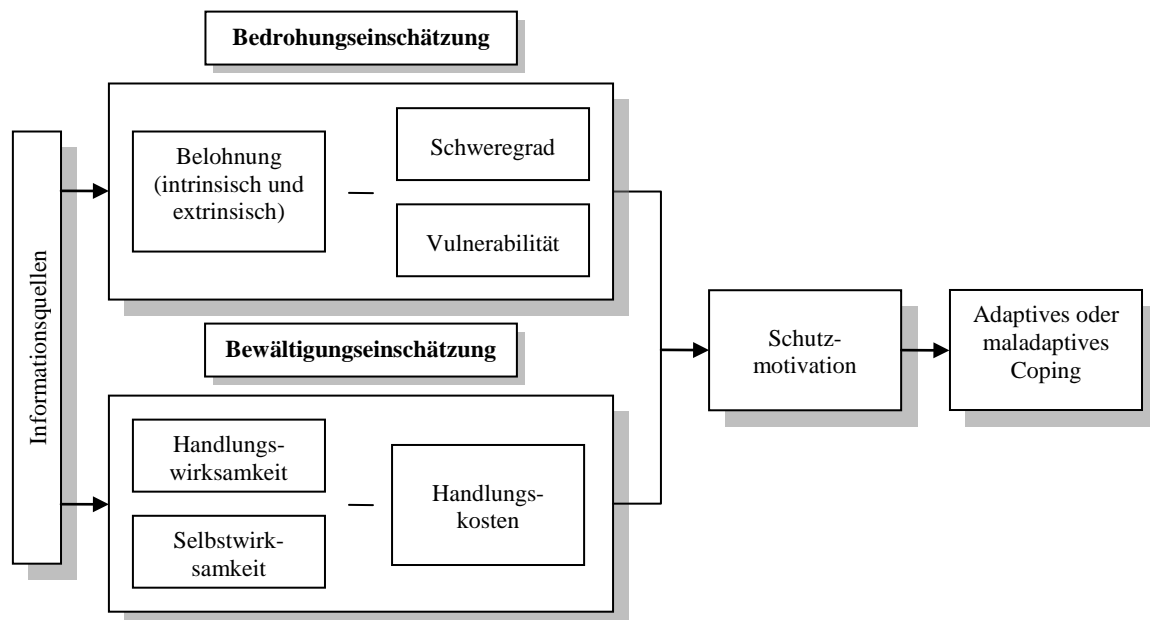 Bedrohungseinschätzung
Belohnung
(intrinsisch und
extrinsisch)
–
Schweregrad
Vulnerabilität
Informationsquellen
Bewältigungseinschätzung
Handlungs-
wirksamkeit
Selbstwirk-
samkeit
–
Handlungs-
kosten
Schutz-
motivation
Adaptives oder
maladaptives
Coping